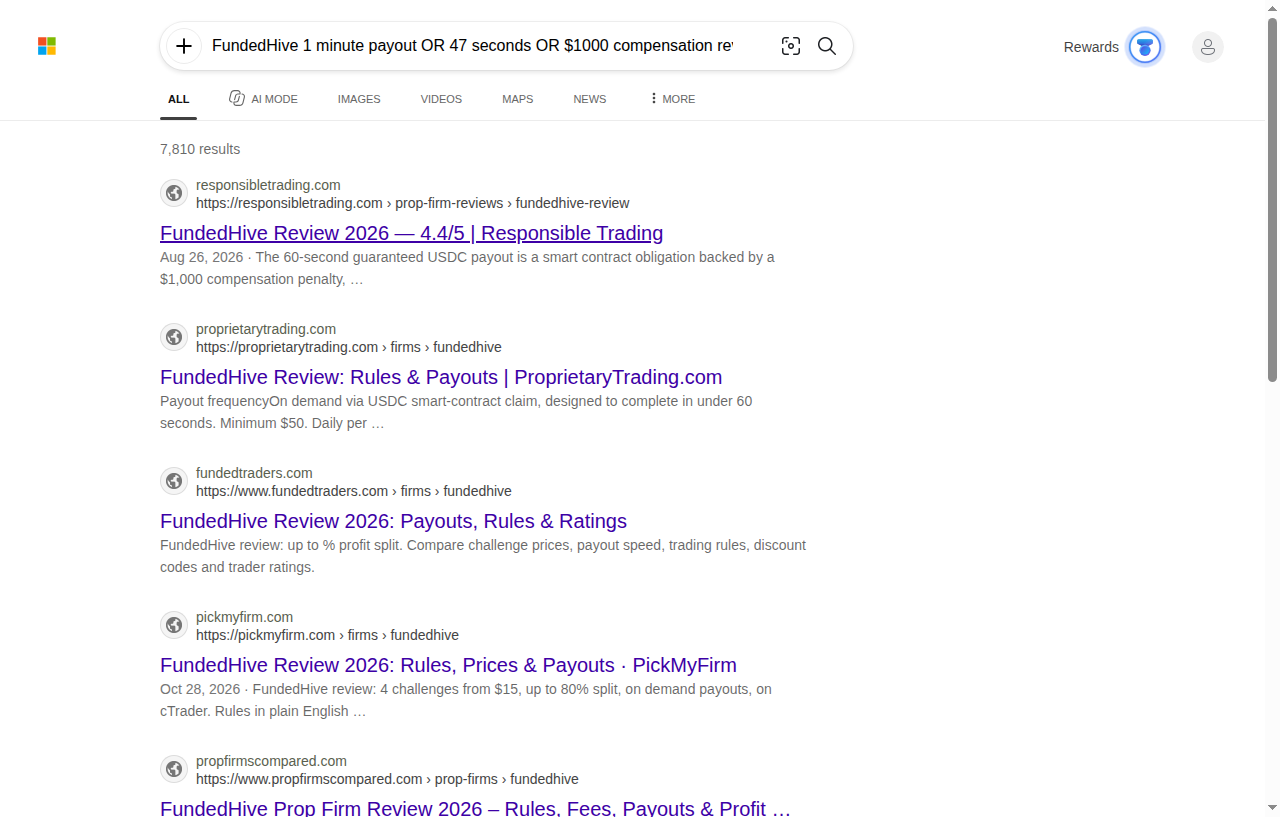 FundedHive 1 minute payout OR 47 seconds OR $1000 compensation
Rewards
ALL
AI MODE
IMAGES
VIDEOS
MAPS
NEWS
MORE
7,810 results
responsibletrading.com
https://responsibletrading.com › prop-firm-reviews › fundedhive-review
FundedHive Review 2026 — 4.4/5 | Responsible Trading
Aug 26, 2026 · The 60-second guaranteed USDC payout is a smart contract obligation backed by a
$1,000 compensation penalty, …
proprietarytrading.com
https://proprietarytrading.com › firms › fundedhive
FundedHive Review: Rules & Payouts | ProprietaryTrading.com
Payout frequencyOn demand via USDC smart-contract claim, designed to complete in under 60
seconds. Minimum $50. Daily per …
fundedtraders.com
https://www.fundedtraders.com › firms › fundedhive
FundedHive Review 2026: Payouts, Rules & Ratings
FundedHive review: up to % profit split. Compare challenge prices, payout speed, trading rules, discount
codes and trader ratings.
pickmyfirm.com
https://pickmyfirm.com › firms › fundedhive
FundedHive Review 2026: Rules, Prices & Payouts · PickMyFirm
Oct 28, 2026 · FundedHive review: 4 challenges from $15, up to 80% split, on demand payouts, on
cTrader. Rules in plain English …
propfirmscompared.com
https://www.propfirmscompared.com › prop-firms › fundedhive
FundedHive Prop Firm Review 2026 – Rules, Fees, Payouts & Profit …